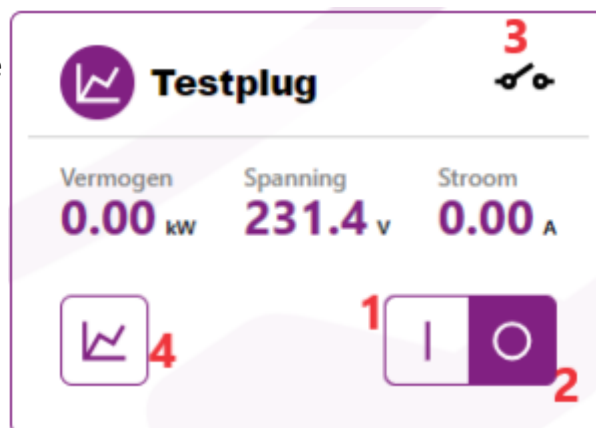 e
3
Testplug
Vermogen Spanning Stroom
0.00 kW 231.4 V 0.00 A
4 1 2